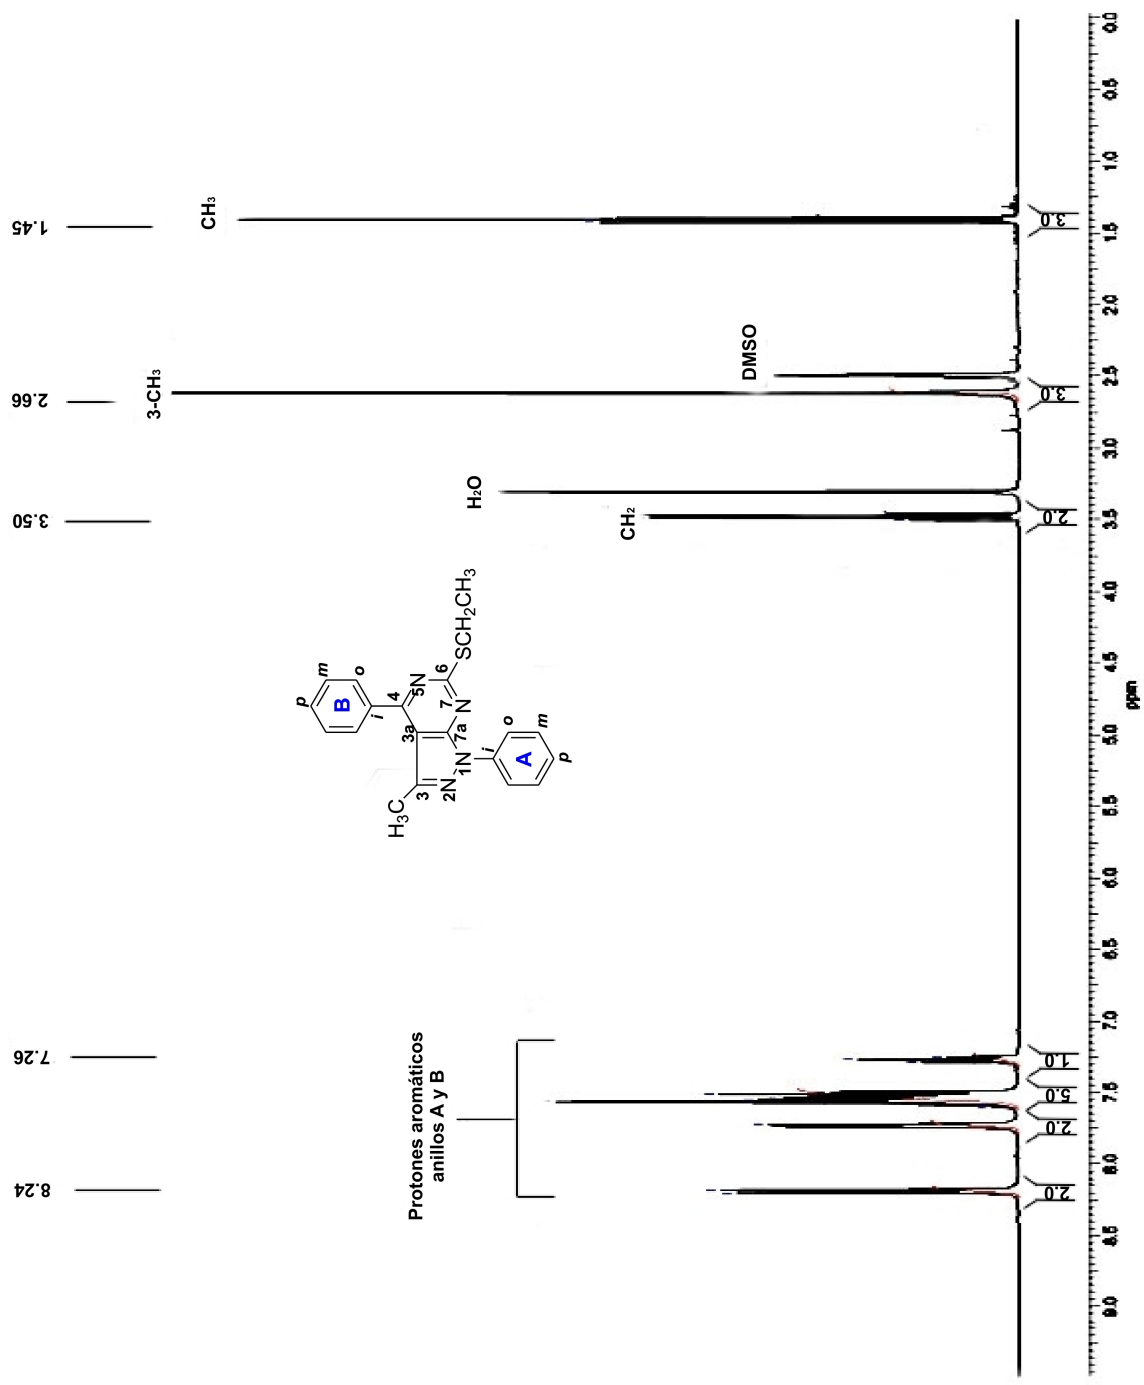 8.24
7.26
3.50
2.66
1.45
3-CH₃
CH₃
H₂O
CH₂
DMSO
Protones aromáticos
anillos A y B
H₃C
3
2N
1N
3a
7a
4
5N
6
7
N
SCH₂CH₃
B
i
o
m
p
A
i
o
m
p
2.0
2.0
5.0
1.0
2.0
3.0
3.0
9.0
8.5
8.0
7.5
7.0
6.5
6.0
5.5
5.0
4.5
4.0
3.5
3.0
2.5
2.0
1.5
1.0
0.5
0.0
ppm